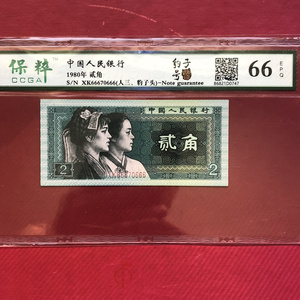 保粹
CCGA
中国人民银行
1980年 贰角
S/N XK66670666(人三、豹子头)-Note guarantee
豹子号
66
EPQ
中国人民银行
贰角
XK66670666
2
2